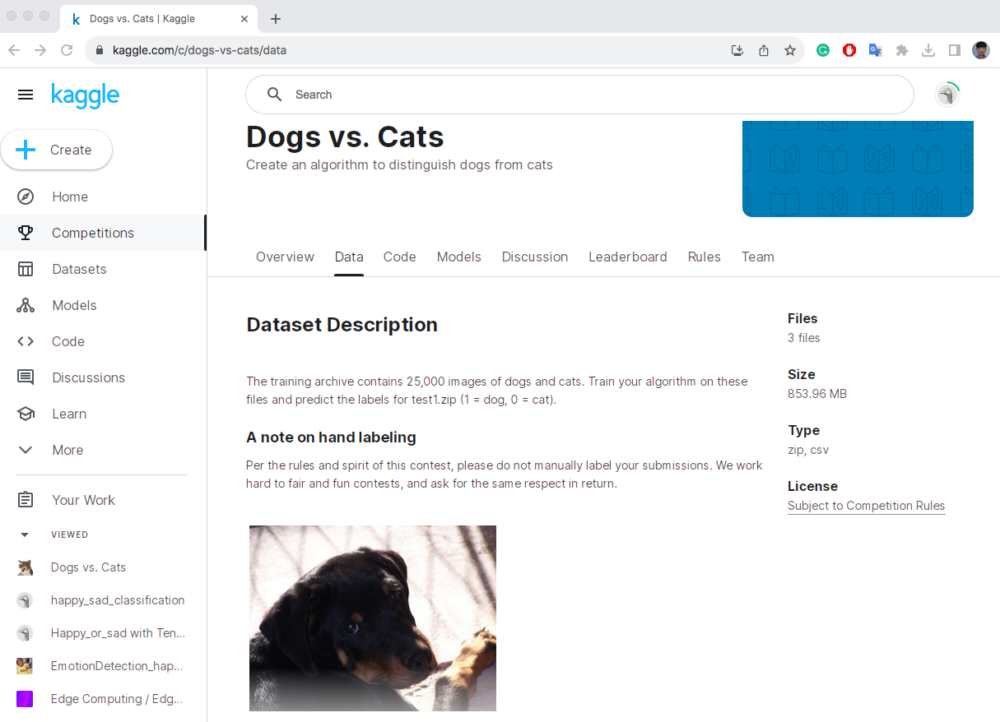 Dogs vs. Cats | Kaggle
kaggle.com/c/dogs-vs-cats/data
kaggle
Search
Create
Home
Competitions
Datasets
Models
Code
Discussions
Learn
More
Your Work
VIEWED
Dogs vs. Cats
happy_sad_classification
Happy_or_sad with Ten...
EmotionDetection_hap...
Edge Computing / Edg...
Dogs vs. Cats
Create an algorithm to distinguish dogs from cats
Overview Data Code Models Discussion Leaderboard Rules Team
Dataset Description
The training archive contains 25,000 images of dogs and cats. Train your algorithm on these
files and predict the labels for test1.zip (1 = dog, 0 = cat).
A note on hand labeling
Per the rules and spirit of this contest, please do not manually label your submissions. We work
hard to fair and fun contests, and ask for the same respect in return.
Files
3 files
Size
853.96 MB
Type
zip, csv
License
Subject to Competition Rules